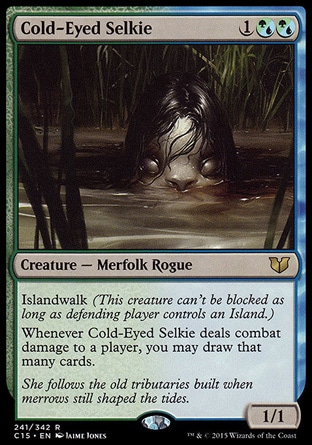 Cold-Eyed Selkie 1
Creature — Merfolk Rogue
Islandwalk (This creature can't be blocked as
long as defending player controls an Island.)
Whenever Cold-Eyed Selkie deals combat
damage to a player, you may draw that
many cards.
She follows the old tributaries built when
merrows still shaped the tides.
1/1
241/342 R
C15 • EN Jaime Jones ™ & © 2015 Wizards of the Coast